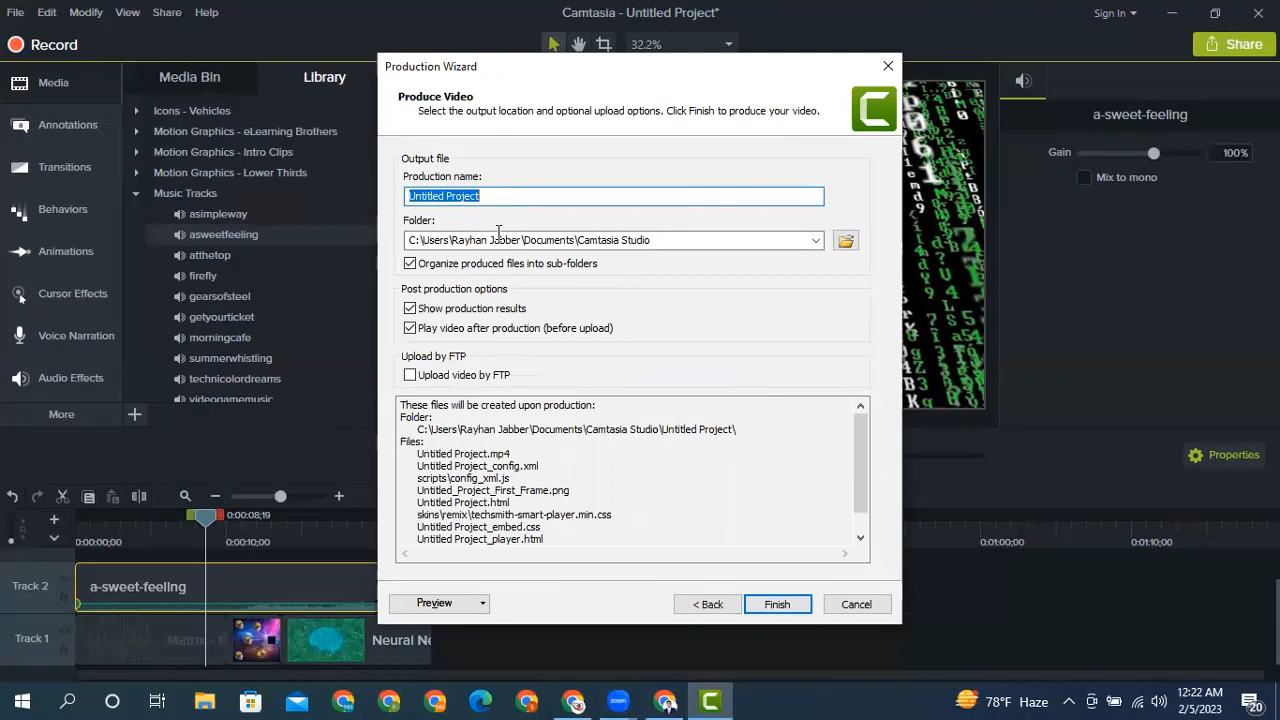 File Edit Modify View Share Help
Camtasia - Untitled Project*
Sign In
Record
32.2%
Share
Media
Annotations
Transitions
Behaviors
Animations
Cursor Effects
Voice Narration
Audio Effects
More
Media Bin
Library
Icons - Vehicles
Motion Graphics - eLearning Brothers
Motion Graphics - Intro Clips
Motion Graphics - Lower Thirds
Music Tracks
asimpleway
asweetfeeling
atthetop
firefly
gearsofsteel
getyourticket
morningcafe
summerwhisting
technicolordreams
videogamaythurs
Production Wizard
Produce Video
Select the output location and optional upload options. Click Finish to produce your video.
Output file
Production name:
Untitled Project
Folder:
C:\Users\Rayhan Jabber\Documents\Camtasia Studio
Organize produced files into sub-folders
Post production options
Show production results
Play video after production (before upload)
Upload by FTP
Upload video by FTP
These files will be created upon production:
Folder:
C:\Users\Rayhan Jabber\Documents\Camtasia Studio\Untitled Project\
Files:
Untitled Project.mp4
Untitled Project_config.xml
scripts\config_xml.js
Untitled_Project_First_Frame.png
Untitled Project.html
skins\remix\techsmith-smart-player.min.css
Untitled Project_embed.css
Untitled Project_player.html
Preview
< Back
Finish
Cancel
a-sweet-feeling
Gain
100%
Mix to mono
Properties
0:00:08;19
0:00:00;00
0:00:10;00
0:01:00;00
0:01:10;00
Track 2
a-sweet-feeling
Track 1
Matrix - 
Neural Ne
78°F Haze
12:22 AM
2/5/2023
20